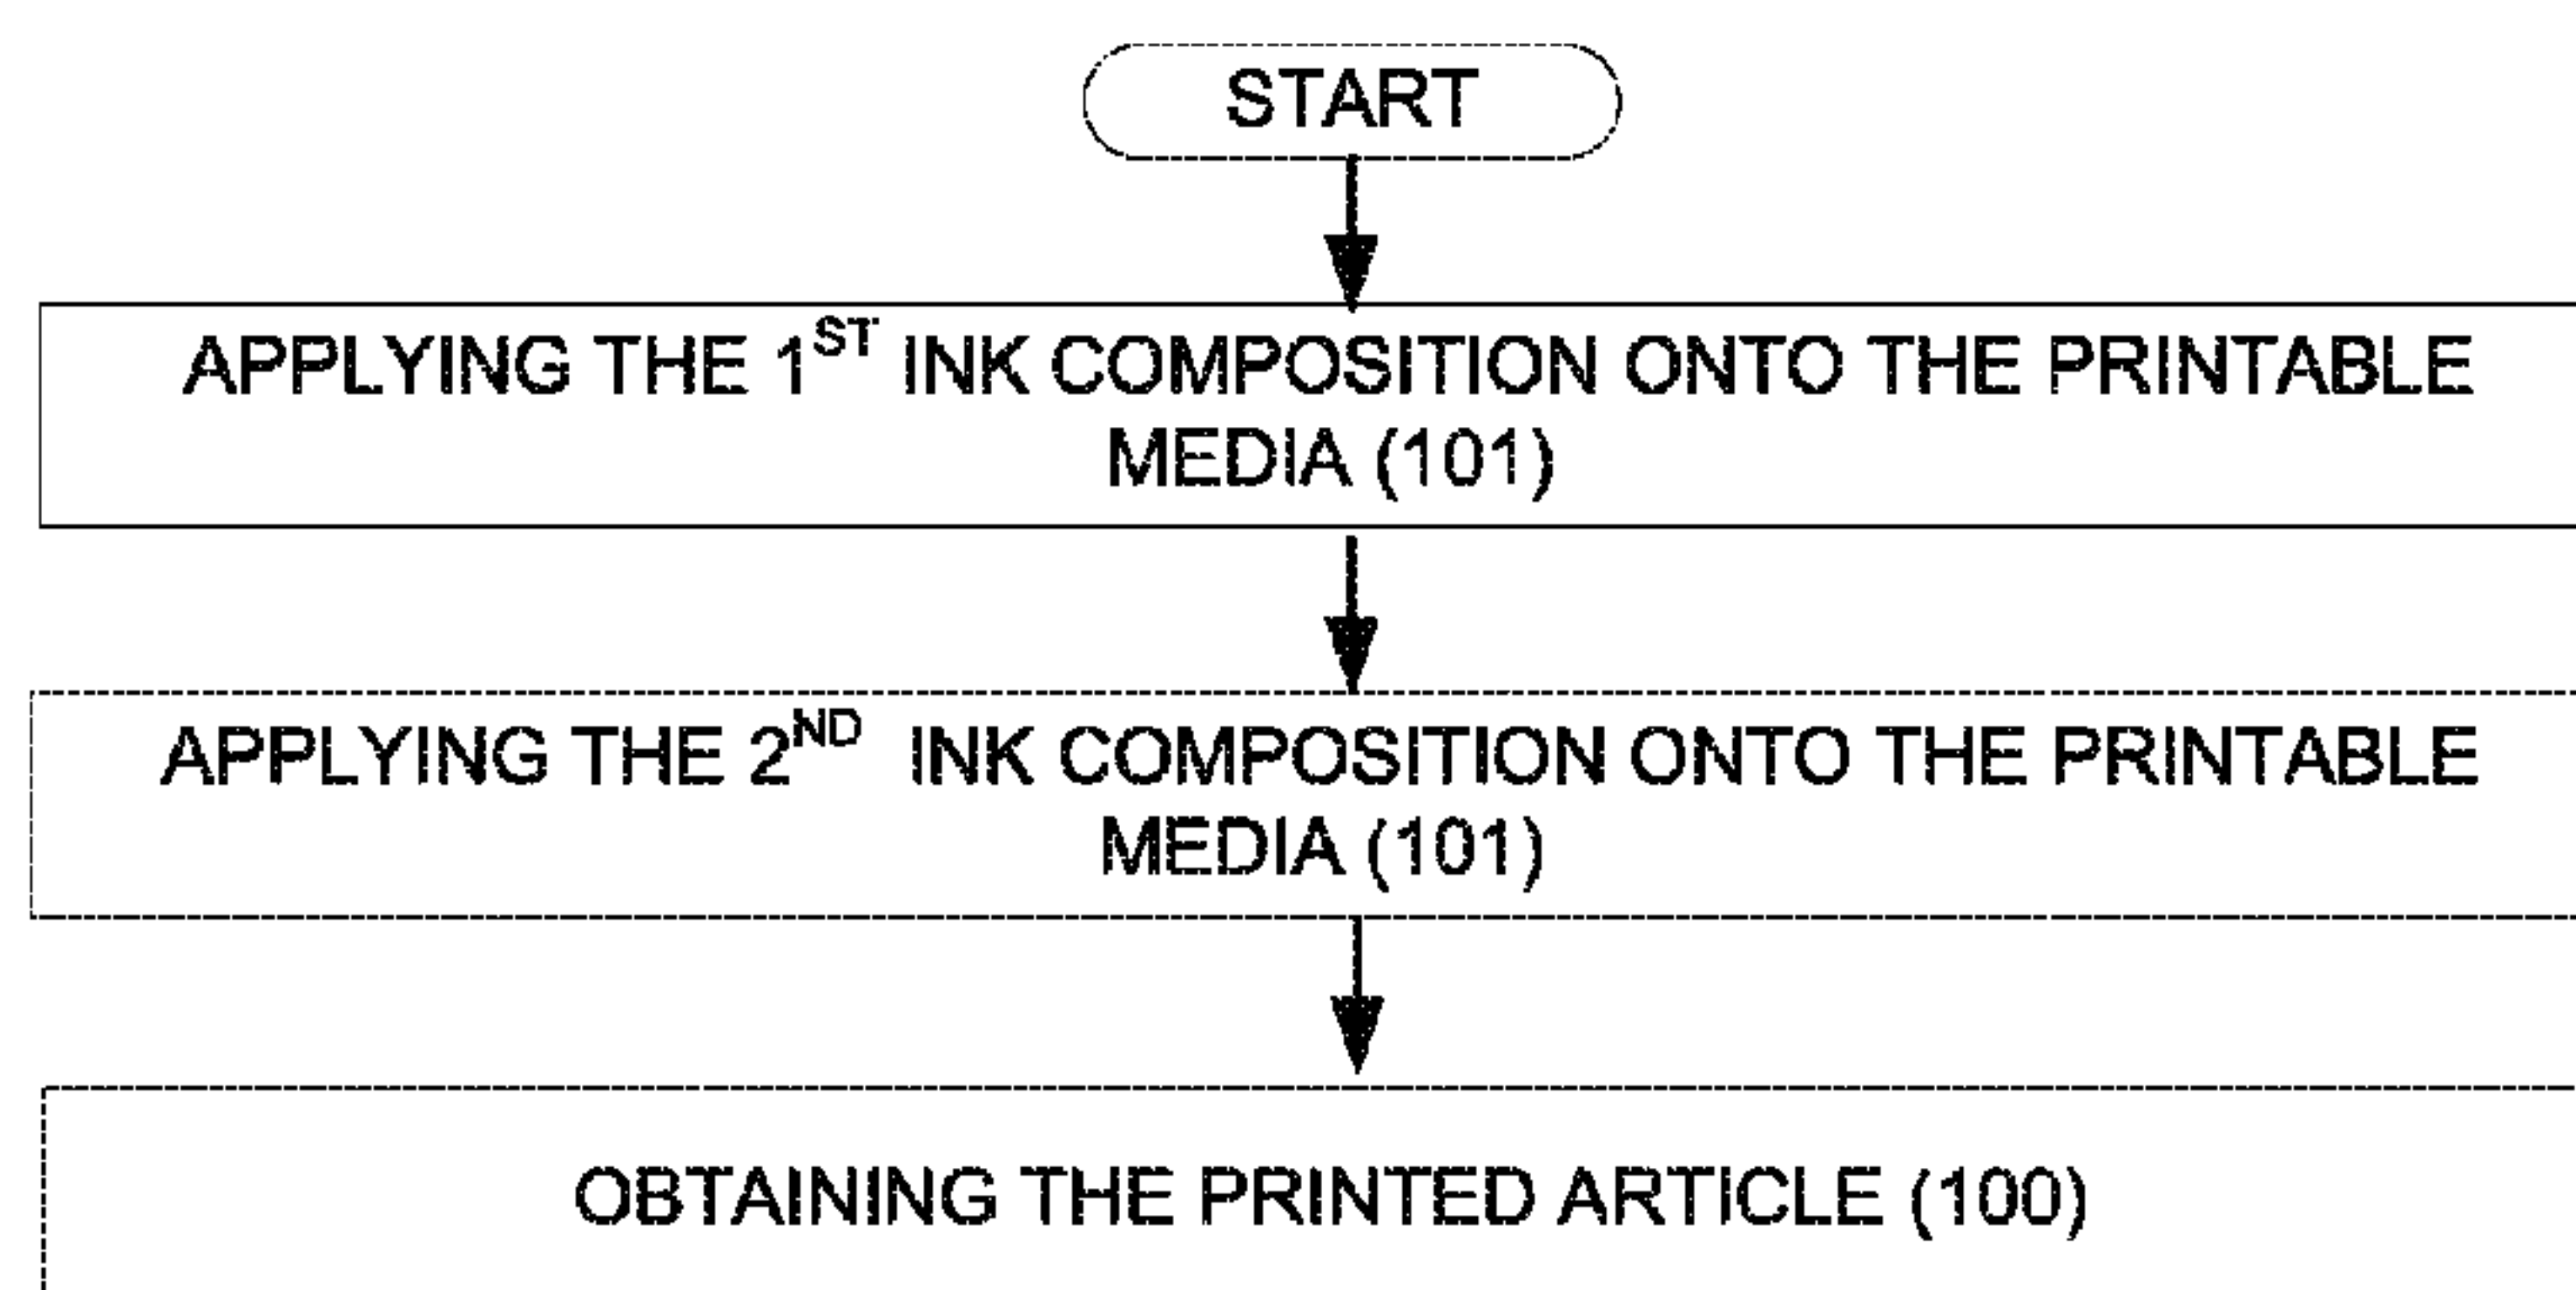 START
APPLYING THE 1ST INK COMPOSITION ONTO THE PRINTABLE
MEDIA (101)
APPLYING THE 2ND INK COMPOSITION ONTO THE PRINTABLE
MEDIA (101)
OBTAINING THE PRINTED ARTICLE (100)